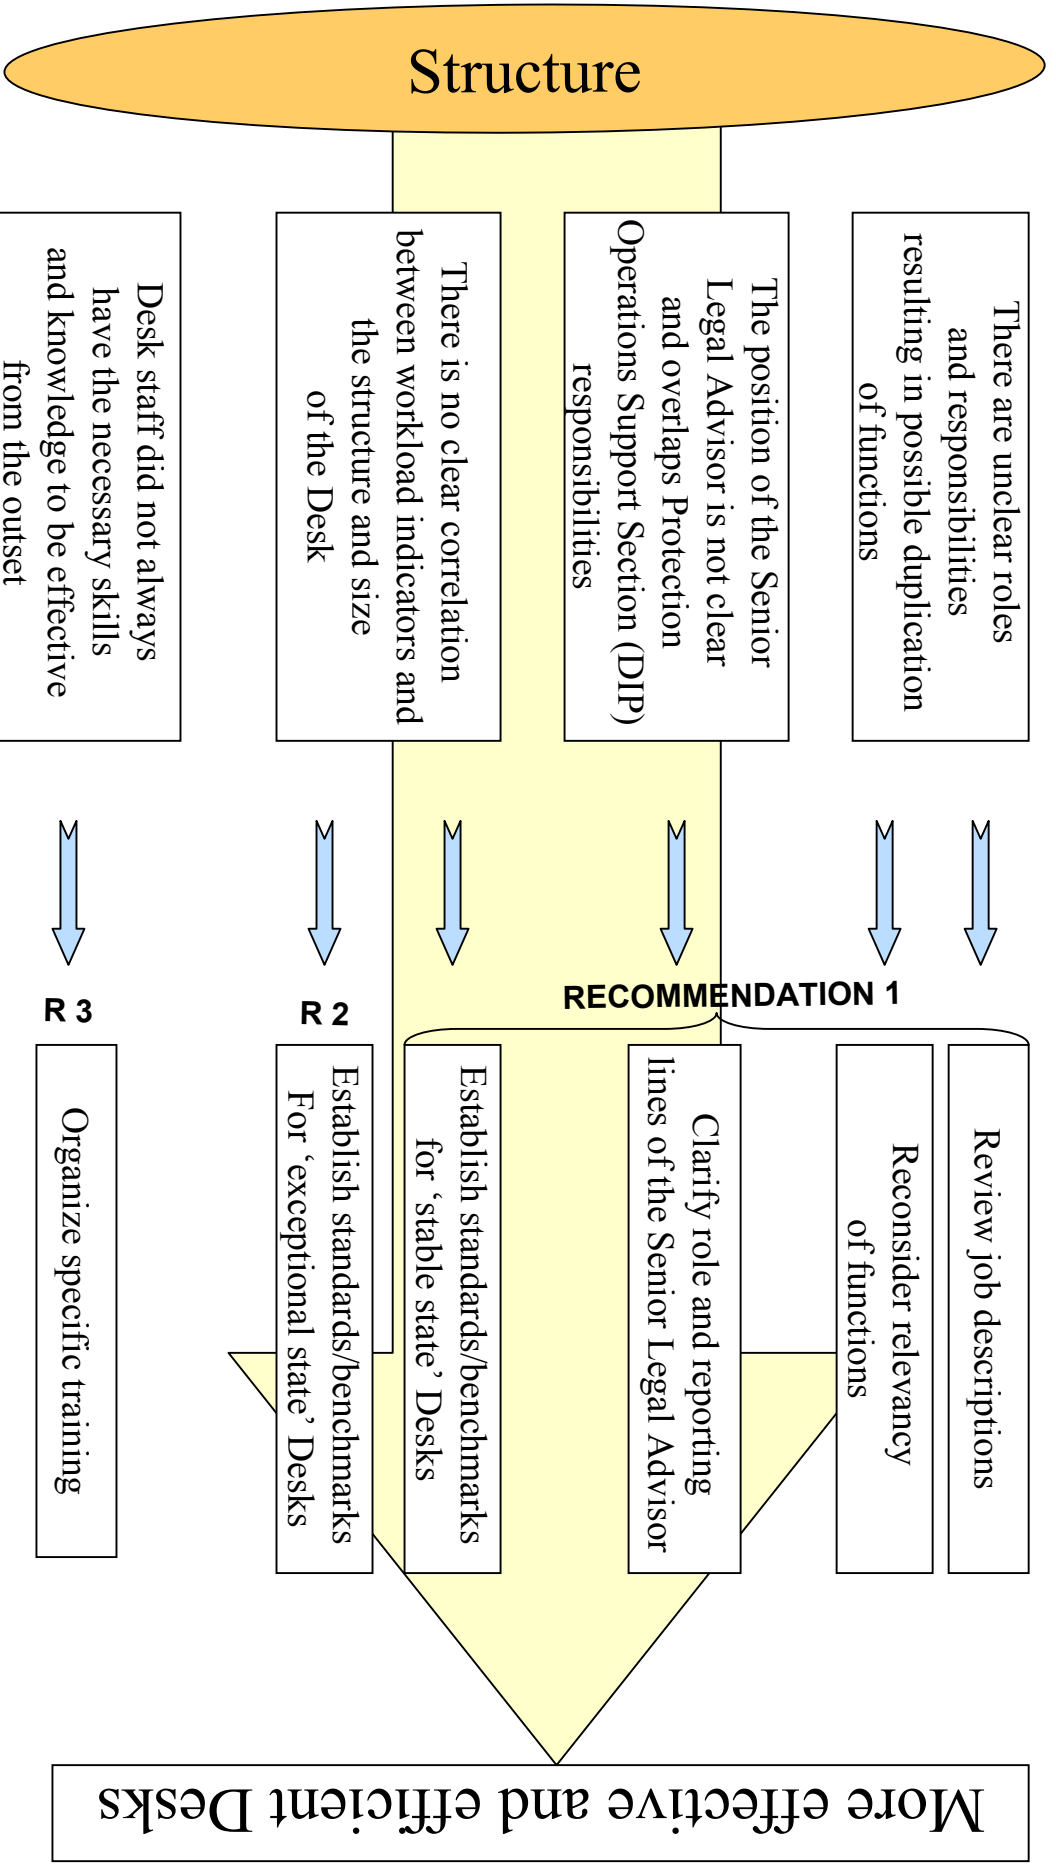 Structure
There are unclear roles
and responsibilities
resulting in possible duplication
of functions
The position of the Senior
Legal Advisor is not clear
and overlaps Protection
Operations Support Section (DIP)
responsibilities
There is no clear correlation
between workload indicators and
the structure and size
of the Desk
Desk staff did not always
have the necessary skills
and knowledge to be effective
from the outset
RECOMMENDATION 1
R 2
R 3
Review job descriptions
Reconsider relevancy
of functions
Clarify role and reporting
lines of the Senior Legal Advisor
Establish standards/benchmarks
for ‘stable state’ Desks
Establish standards/benchmarks
For ‘exceptional state’ Desks
Organize specific training
More effective and efficient Desks